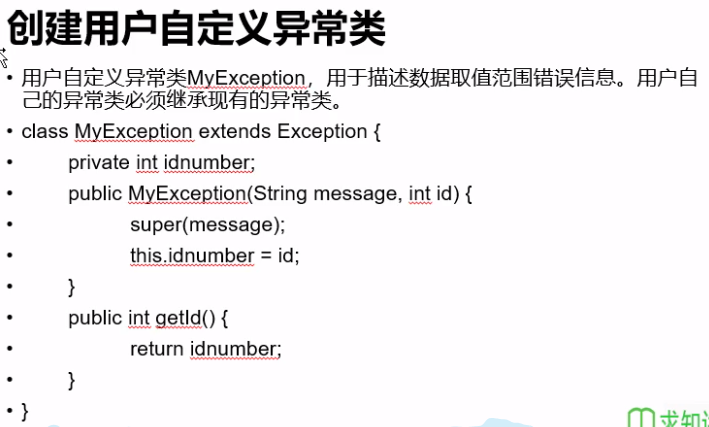 创建用户自定义异常类
• 用户自定义异常类MyException，用于描述数据取值范围错误信息。用户自
己的异常类必须继承现有的异常类。
• class MyException extends Exception {
• private int idnumber;
• public MyException(String message, int id) {
• super(message);
• this.idnumber = id;
• }
• public int getId() {
• return idnumber;
• }
• }
求知